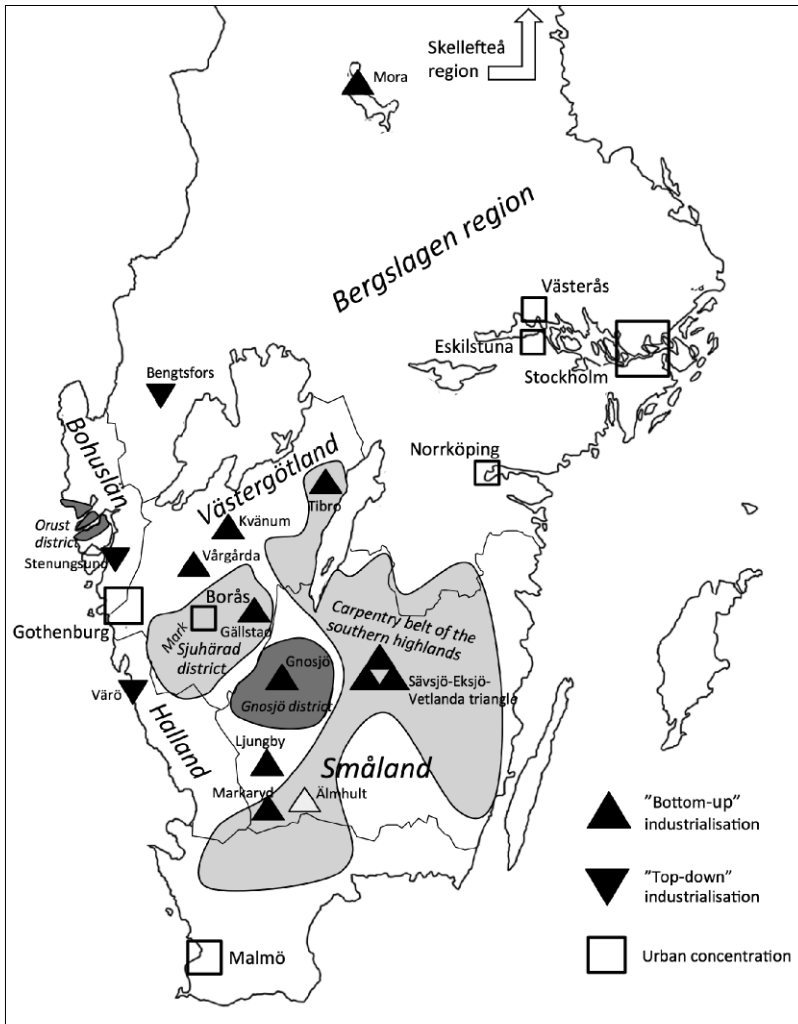 Skellefteå
region
Mora
Bergslagen region
Västerås
Eskilstuna
Stockholm
Bengtsfors
Bohuslän
Västergötland
Norrköping
Tibro
Kvänum
Orust
district
Stenungsund
Vårgårda
Borås
Gothenburg
Mark
Gällstad
Sjuhärad
district
Carpentry belt of the
southern highlands
Gnosjö
Sävsjö-Eksjö-
Vetlanda triangle
Värö
Gnosjö district
Halland
Ljungby
Småland
Markaryd
Älmhult
"Bottom-up"
industrialisation
"Top-down"
industrialisation
Malmö
Urban concentration